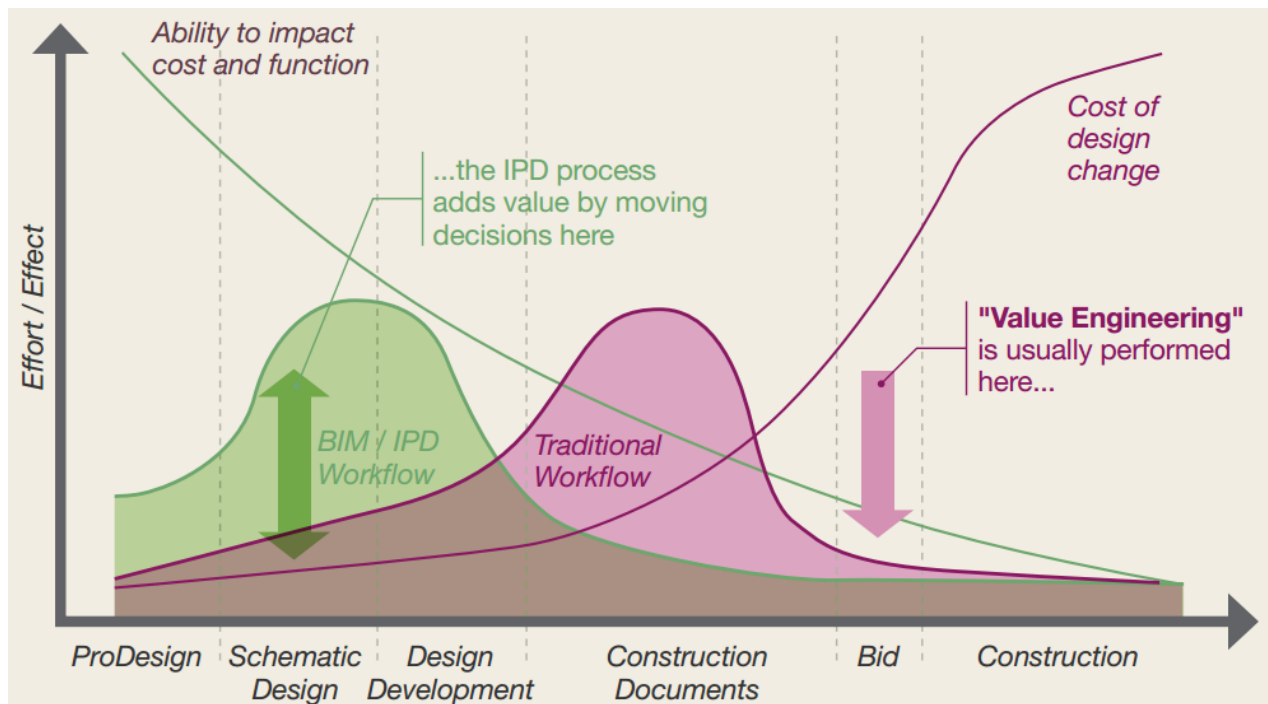 Ability to impact
cost and function
...the IPD process
adds value by moving
decisions here
Cost of
design
change
"Value Engineering"
is usually performed
here...
Effort / Effect
BIM / IPD
Workflow
Traditional
Workflow
ProDesign
Schematic
Design
Design
Development
Construction
Documents
Bid
Construction